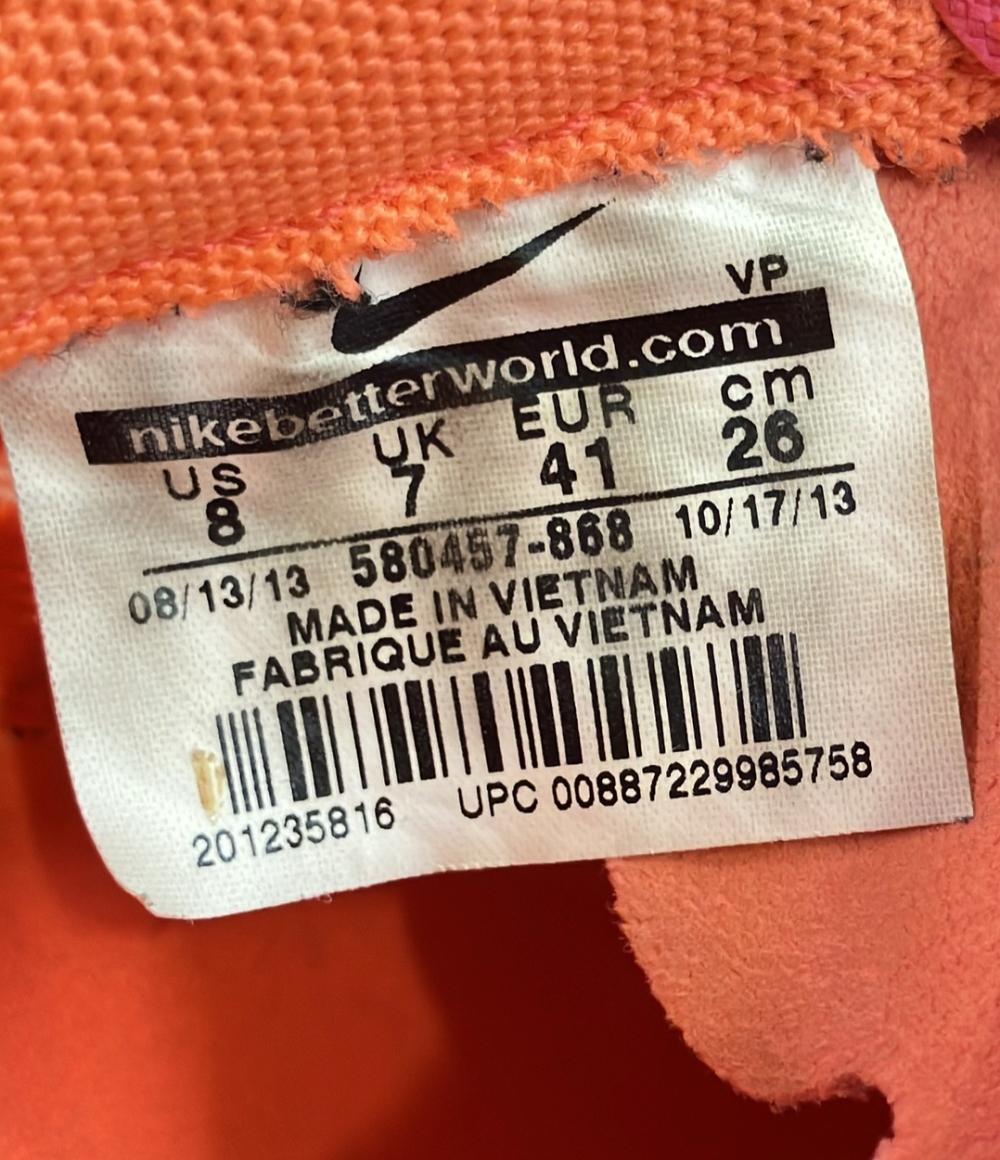 VP
nikebetterworld.com
US UK EUR cm
8 7 41 26
08/13/13 580457-868 10/17/13
MADE IN VIETNAM
FABRIQUE AU VIETNAM
201235816 UPC 00887229985758